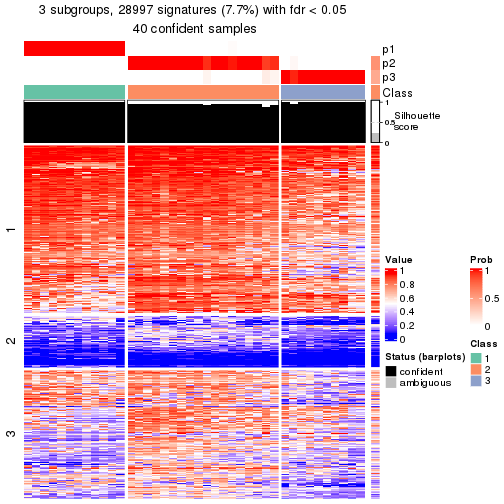 3 subgroups, 28997 signatures (7.7%) with fdr < 0.05
40 confident samples
p1
p2
p3
Class
1
0.5
0
Silhouette
score
1
2
3
Value
1
0.8
0.6
0.4
0.2
0
Prob
1
0.5
0
Status (barplots)
confident
ambiguous
Class
1
2
3